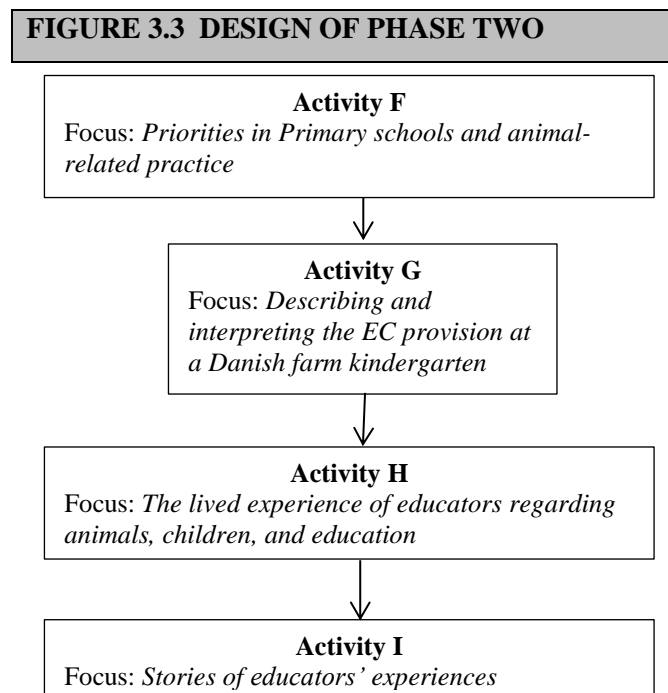 FIGURE 3.3 DESIGN OF PHASE TWO
Activity F
Focus: Priorities in Primary schools and animal-
related practice
Activity G
Focus: Describing and
interpreting the EC provision at
a Danish farm kindergarten
Activity H
Focus: The lived experience of educators regarding
animals, children, and education
Activity I
Focus: Stories of educators’ experiences